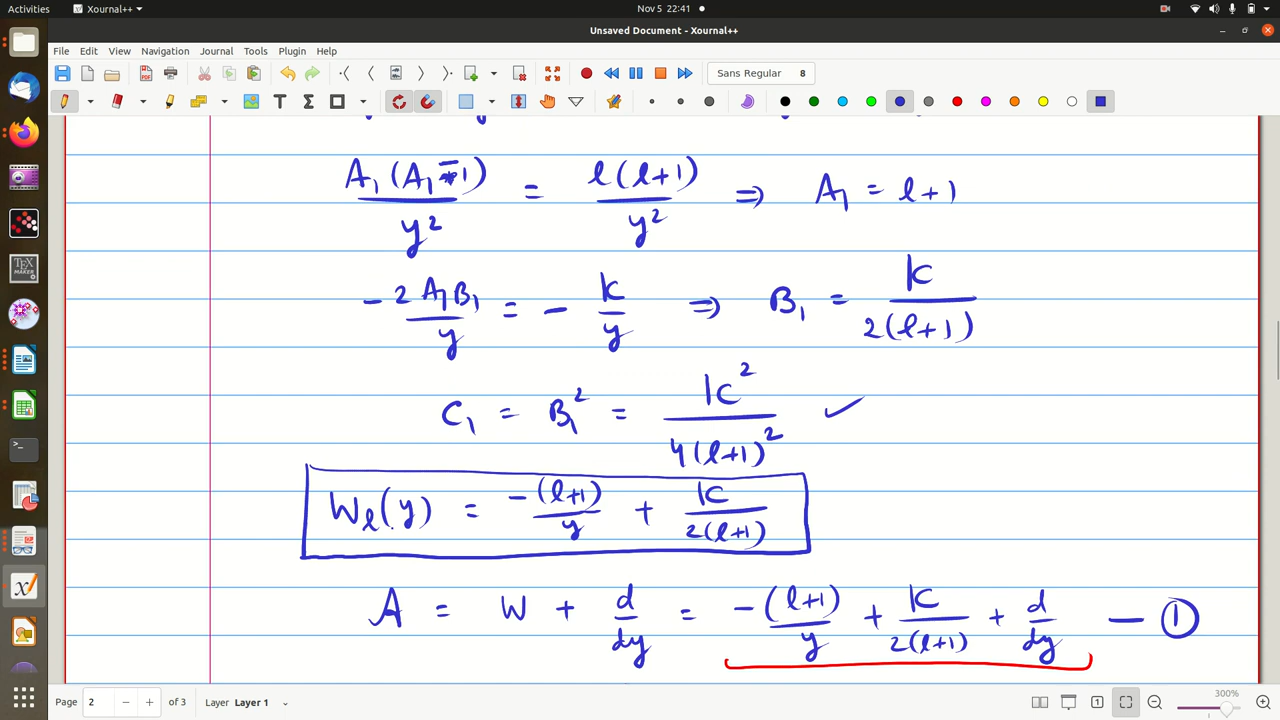 Activities Xournal++ Nov 5 22:41
Unsaved Document - Xournal++
File Edit View Navigation Journal Tools Plugin Help
Sans Regular 8
A₁(A₁-1)/y² = l(l+1)/y² ⇒ A₁ = l+1
-2A₁B₁/y = -K/y ⇒ B₁ = K/2(l+1)
C₁ = B₁² = K²/4(l+1)² ✓
Wₗ(y) = -(l+1)/y + K/2(l+1)
A = W + d/dy = -(l+1)/y + K/2(l+1) + d/dy — ①
Page 2 − + of 3 Layer Layer 1 300%